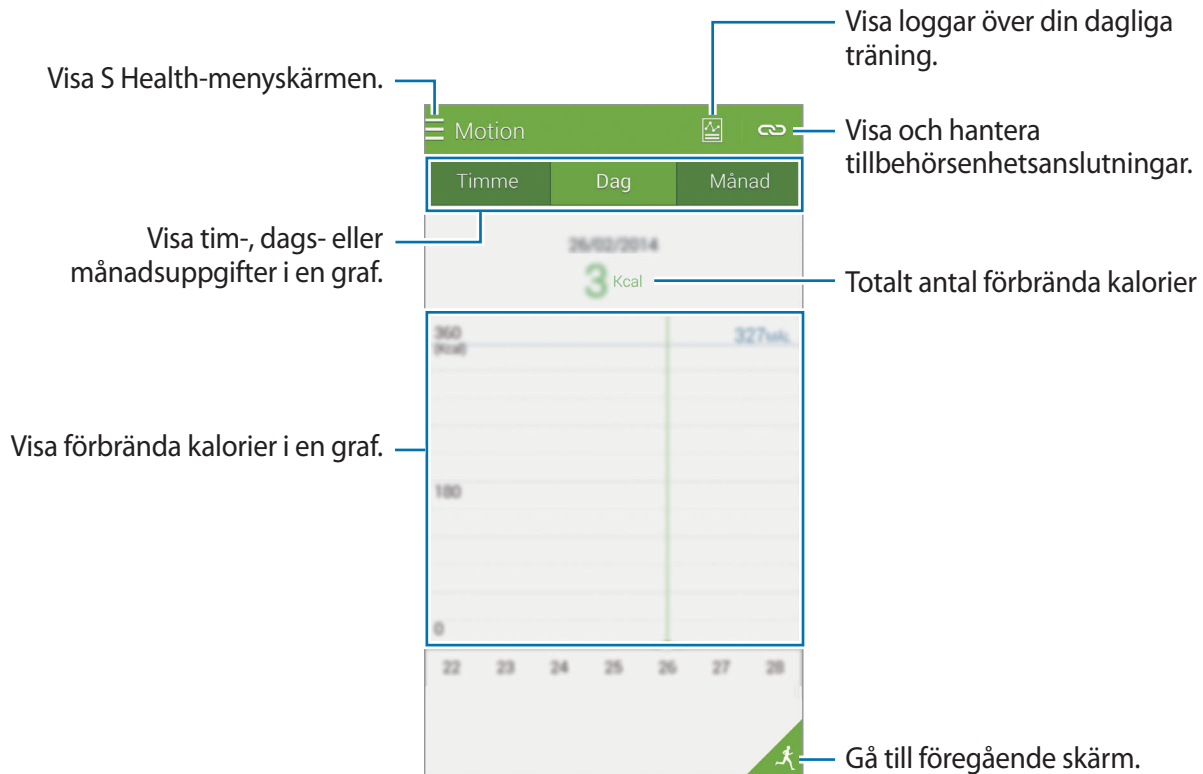 Visa loggar över din dagliga
träning.
Visa S Health-menyskärmen.
Motion
Visa och hantera
tillbehörsenhetsanslutningar.
Timme Dag Månad
Visa tim-, dags- eller
månadsuppgifter i en graf.
26/02/2014
3 Kcal
Totalt antal förbrända kalorier
360
(Kcal)
327
Visa förbrända kalorier i en graf.
180
0
22 23 24 25 26 27 28
Gå till föregående skärm.